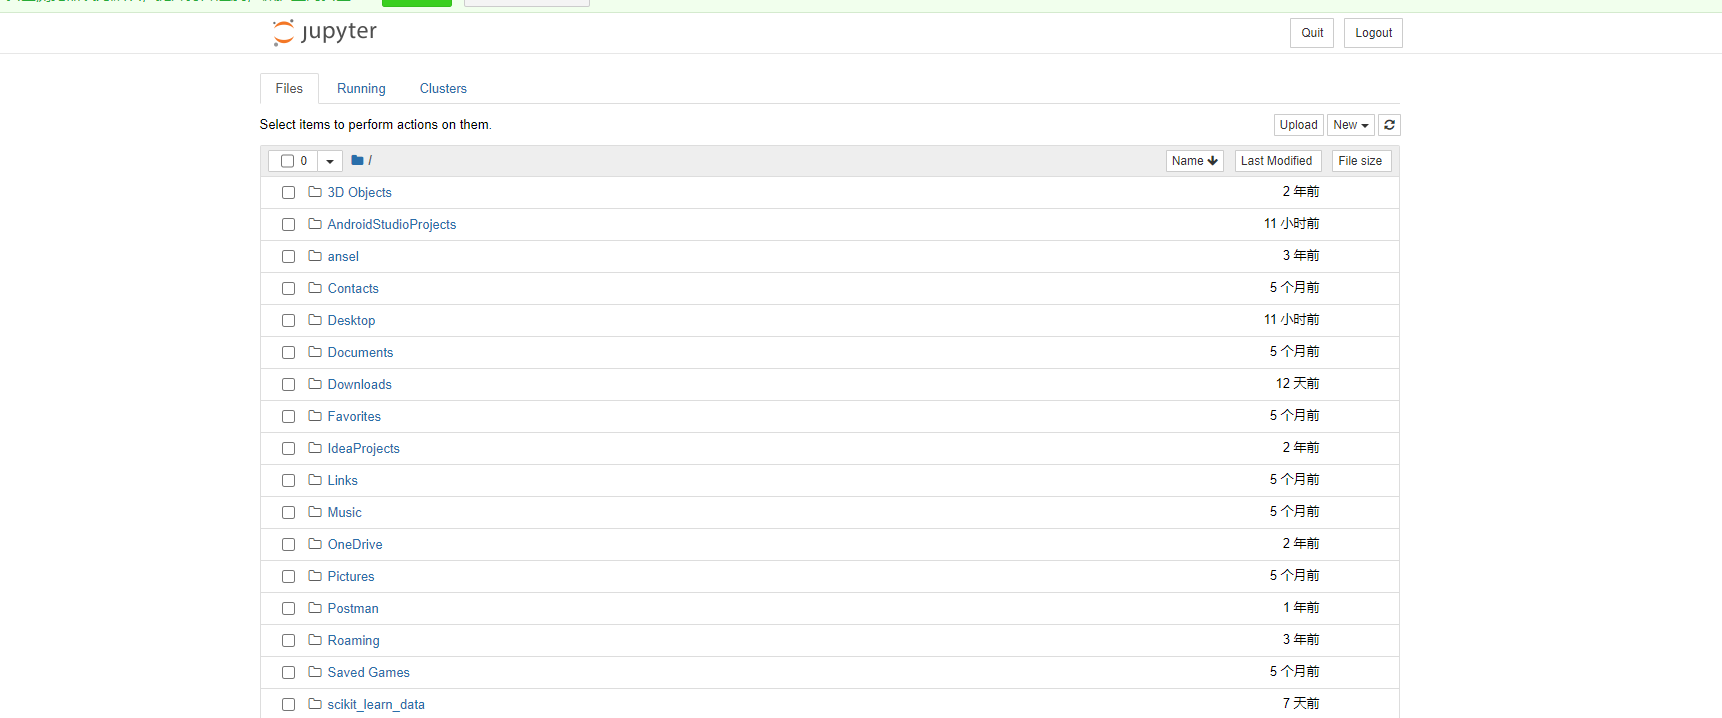 jupyter
Quit
Logout
Files
Running
Clusters
Select items to perform actions on them.
Upload
New
0
/
Name
Last Modified
File size
3D Objects
2 年前
AndroidStudioProjects
11 小时前
ansel
3 年前
Contacts
5 个月前
Desktop
11 小时前
Documents
5 个月前
Downloads
12 天前
Favorites
5 个月前
IdeaProjects
2 年前
Links
5 个月前
Music
5 个月前
OneDrive
2 年前
Pictures
5 个月前
Postman
1 年前
Roaming
3 年前
Saved Games
5 个月前
scikit_learn_data
7 天前